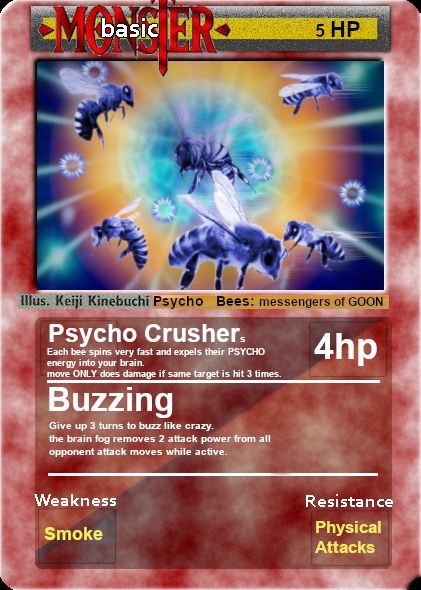 MONSTER
basic
5 HP
Illus. Keiji Kinebuchi Psycho Bees: messengers of GOON
Psycho Crushers
4hp
Each bee spins very fast and expels their PSYCHO
energy into your brain.
move ONLY does damage if same target is hit 3 times.
Buzzing
Give up 3 turns to buzz like crazy.
the brain fog removes 2 attack power from all
opponent attack moves while active.
Weakness
Resistance
Smoke
Physical
Attacks